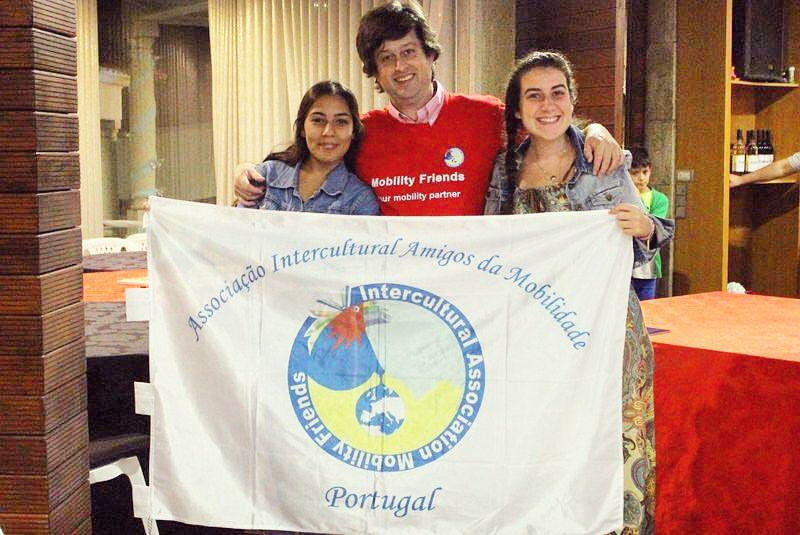 Mobility Friends
our mobility partner
Associação Intercultural Amigos da Mobilidade
Intercultural Association Mobility Friends
Portugal